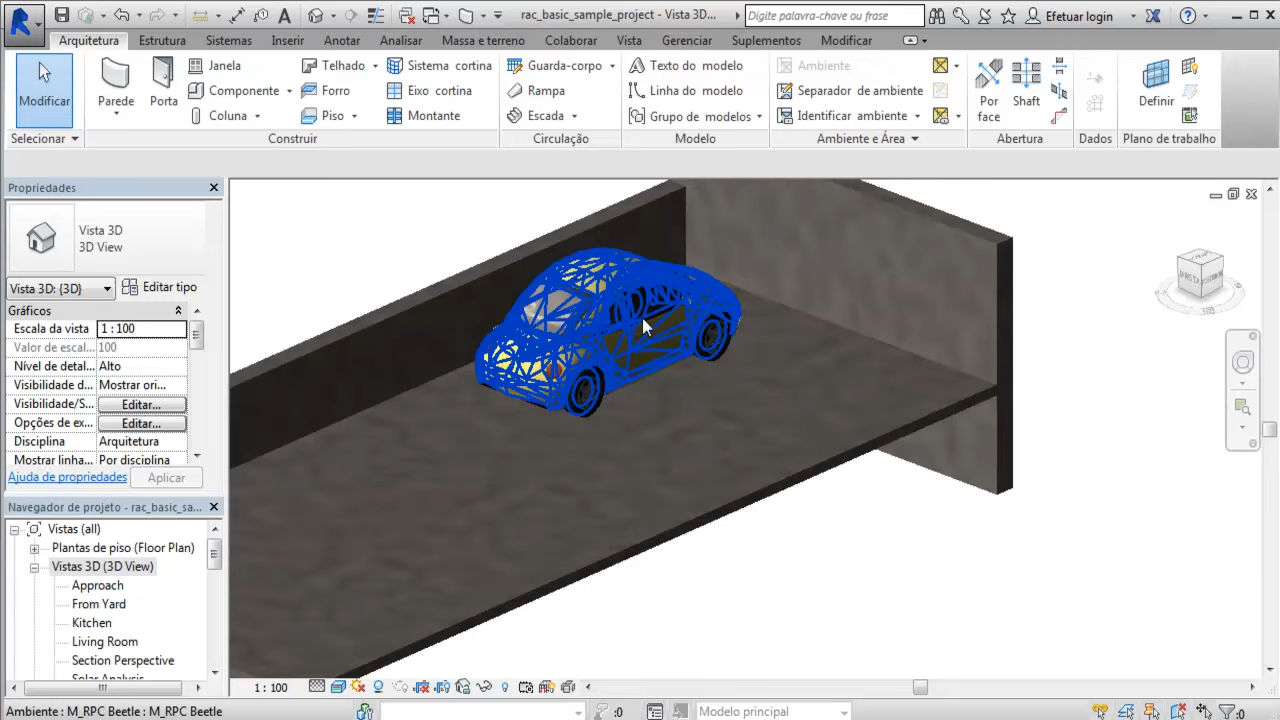 rac_basic_sample_project - Vista 3D...
Digite palavra-chave ou frase
Efetuar login
Arquitetura Estrutura Sistemas Inserir Anotar Analisar Massa e terreno Colaborar Vista Gerenciar Suplementos Modificar
Modificar
Selecionar
Parede
Porta
Janela
Componente
Coluna
Telhado
Forro
Piso
Sistema cortina
Eixo cortina
Montante
Construir
Guarda-corpo
Rampa
Escada
Circulação
Texto do modelo
Linha do modelo
Grupo de modelos
Modelo
Ambiente
Separador de ambiente
Identificar ambiente
Ambiente e Área
Por face
Shaft
Abertura
Dados
Definir
Plano de trabalho
Propriedades
Vista 3D
3D View
Vista 3D: {3D}
Editar tipo
Gráficos
Escala da vista 1 : 100
Valor de escal... 100
Nível de detal... Alto
Visibilidade d... Mostrar ori...
Visibilidade/S... Editar...
Opções de ex... Editar...
Disciplina Arquitetura
Mostrar linha... Por disciplina
Ajuda de propriedades
Aplicar
Navegador de projeto - rac_basic_sa...
Vistas (all)
Plantas de piso (Floor Plan)
Vistas 3D (3D View)
Approach
From Yard
Kitchen
Living Room
Section Perspective
Solar Analysis
1 : 100
Ambiente : M_RPC Beetle : M_RPC Beetle
:0
Modelo principal
:0